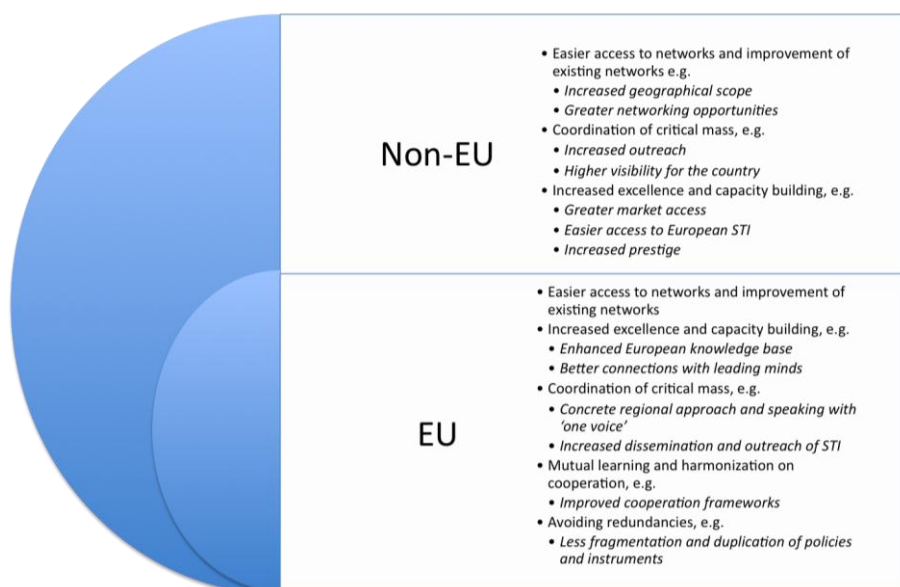 Non-EU
• Easier access to networks and improvement of
existing networks e.g.
• Increased geographical scope
• Greater networking opportunities
• Coordination of critical mass, e.g.
• Increased outreach
• Higher visibility for the country
• Increased excellence and capacity building, e.g.
• Greater market access
• Easier access to European STI
• Increased prestige
EU
• Easier access to networks and improvement of
existing networks
• Increased excellence and capacity building, e.g.
• Enhanced European knowledge base
• Better connections with leading minds
• Coordination of critical mass, e.g.
• Concrete regional approach and speaking with
‘one voice’
• Increased dissemination and outreach of STI
• Mutual learning and harmonization on
cooperation, e.g.
• Improved cooperation frameworks
• Avoiding redundancies, e.g.
• Less fragmentation and duplication of policies
and instruments